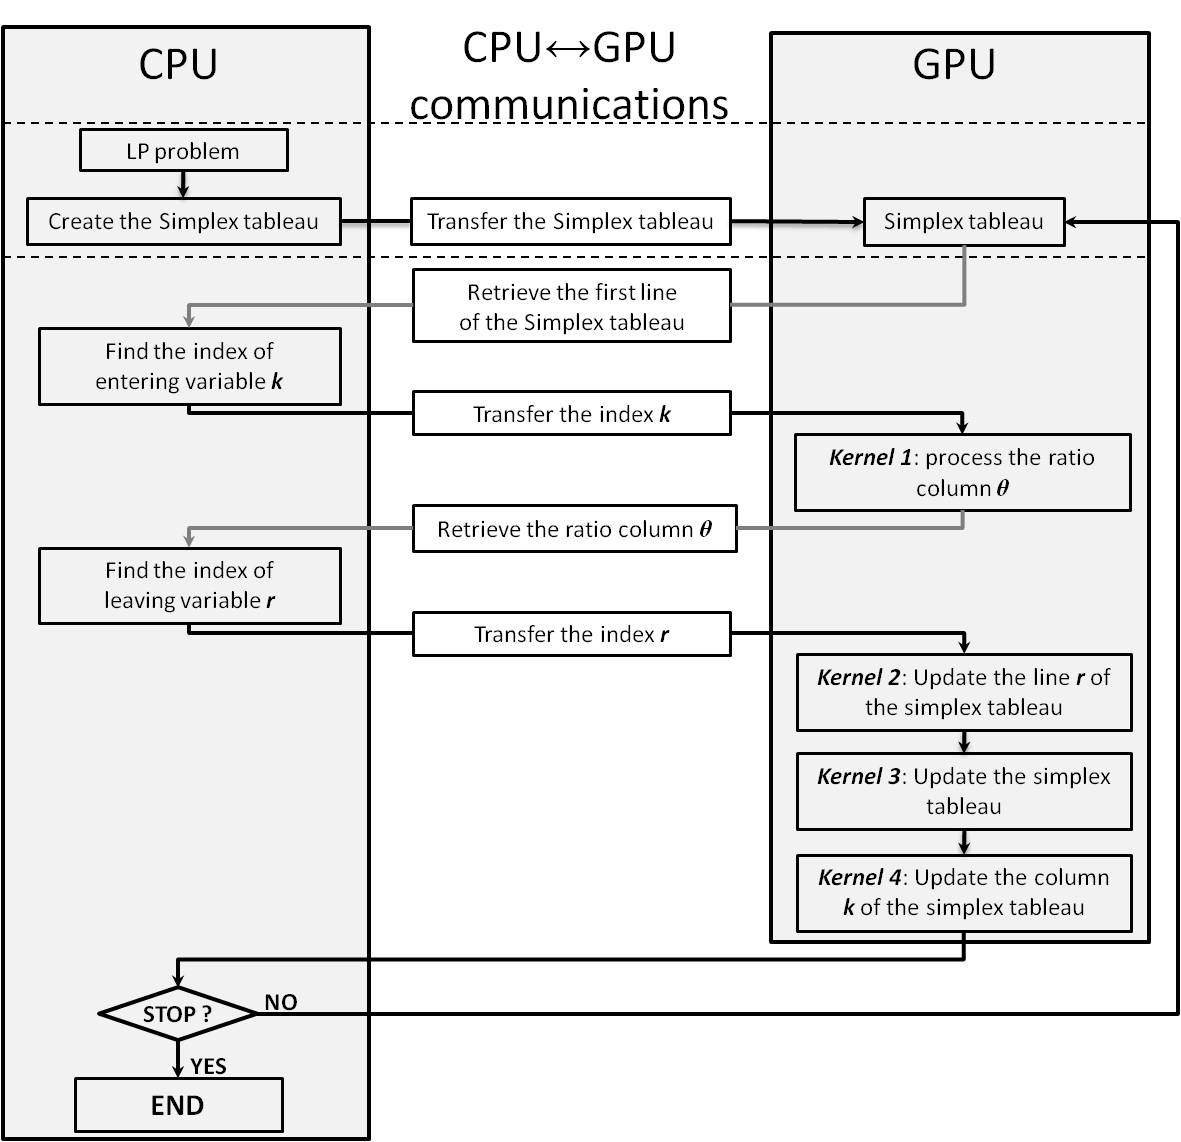 CPU
CPU↔GPU
communications
GPU
LP problem
Create the Simplex tableau
Transfer the Simplex tableau
Simplex tableau
Retrieve the first line
of the Simplex tableau
Find the index of
entering variable k
Transfer the index k
Kernel 1: process the ratio
column θ
Retrieve the ratio column θ
Find the index of
leaving variable r
Transfer the index r
Kernel 2: Update the line r of
the simplex tableau
Kernel 3: Update the simplex
tableau
Kernel 4: Update the column
k of the simplex tableau
STOP ?
NO
YES
END